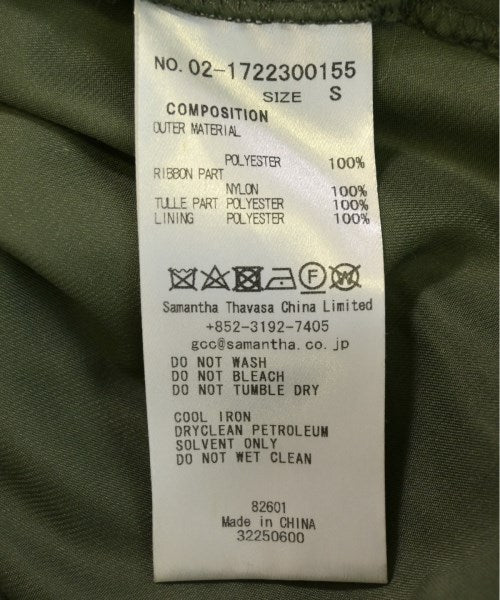 NO. 02-1722300155
SIZE S
COMPOSITION
OUTER MATERIAL
POLYESTER 100%
RIBBON PART
NYLON 100%
TULLE PART POLYESTER 100%
LINING POLYESTER 100%
F W
Samantha Thavasa China Limited
+852-3192-7405
gcc@samantha.co.jp
DO NOT WASH
DO NOT BLEACH
DO NOT TUMBLE DRY
COOL IRON
DRYCLEAN PETROLEUM
SOLVENT ONLY
DO NOT WET CLEAN
82601
Made in CHINA
32250600